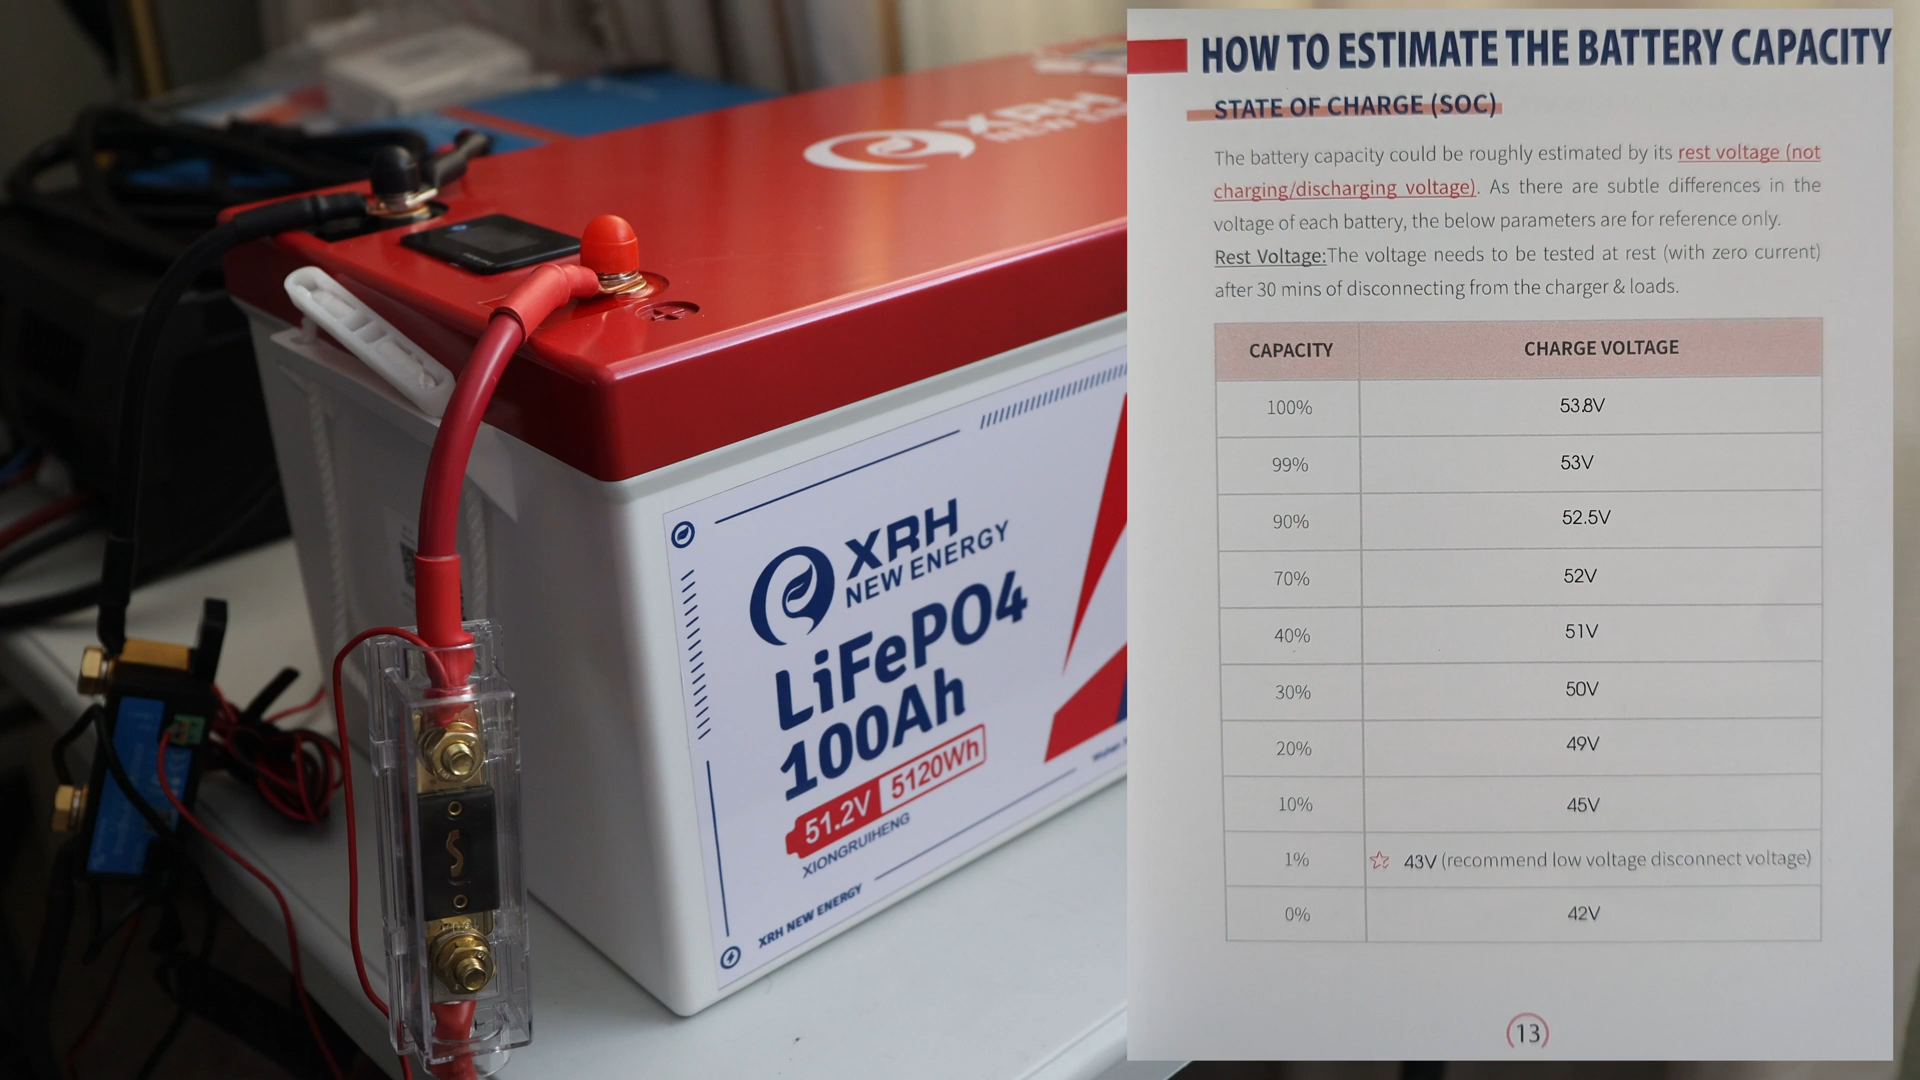 XRH
NEW ENERGY
LiFePO4
100Ah
51.2V 5120Wh
XIONGRUIHENG
XRH NEW ENERGY
HOW TO ESTIMATE THE BATTERY CAPACITY
STATE OF CHARGE (SOC)
The battery capacity could be roughly estimated by its rest voltage (not
charging/discharging voltage). As there are subtle differences in the
voltage of each battery, the below parameters are for reference only.
Rest Voltage:The voltage needs to be tested at rest (with zero current)
after 30 mins of disconnecting from the charger & loads.
CAPACITY CHARGE VOLTAGE
100% 53.8V
99% 53V
90% 52.5V
70% 52V
40% 51V
30% 50V
20% 49V
10% 45V
1% 43V (recommend low voltage disconnect voltage)
0% 42V
13